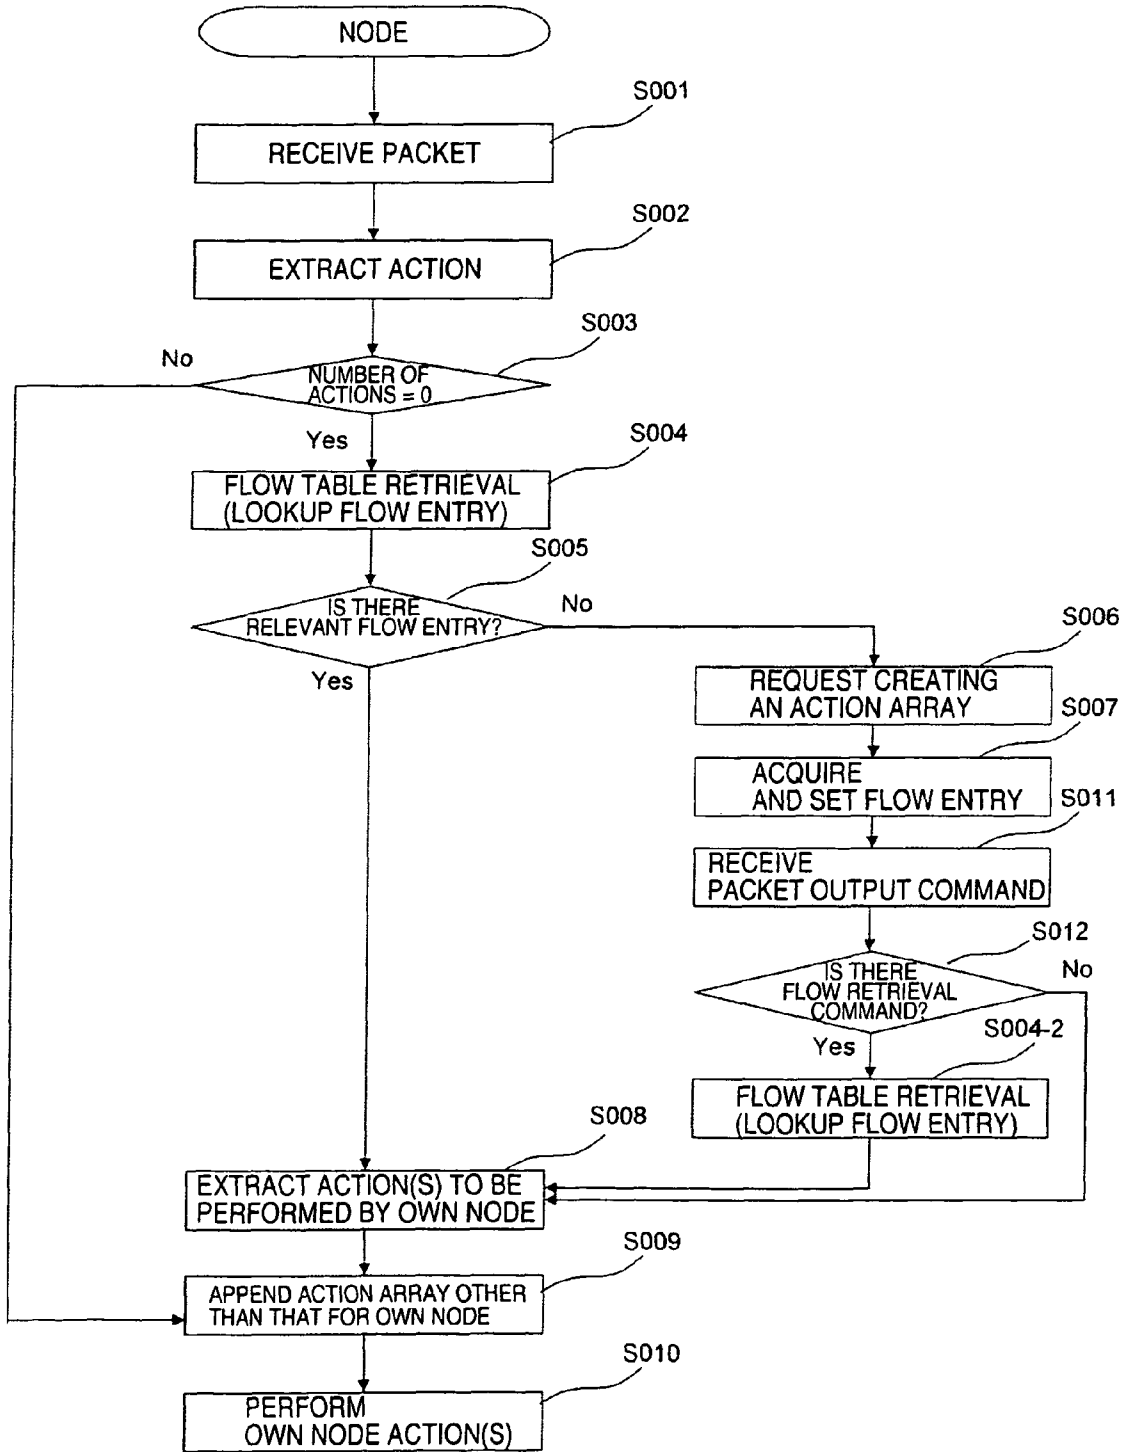 NODE
S001
RECEIVE PACKET
S002
EXTRACT ACTION
S003
No
NUMBER OF
ACTIONS = 0
Yes
S004
FLOW TABLE RETRIEVAL
(LOOKUP FLOW ENTRY)
S005
IS THERE
RELEVANT FLOW ENTRY?
No
Yes
S006
REQUEST CREATING
AN ACTION ARRAY
S007
ACQUIRE
AND SET FLOW ENTRY
S011
RECEIVE
PACKET OUTPUT COMMAND
S012
IS THERE
FLOW RETRIEVAL
COMMAND?
No
Yes
S004-2
FLOW TABLE RETRIEVAL
(LOOKUP FLOW ENTRY)
S008
EXTRACT ACTION(S) TO BE
PERFORMED BY OWN NODE
S009
APPEND ACTION ARRAY OTHER
THAN THAT FOR OWN NODE
S010
PERFORM
OWN NODE ACTION(S)